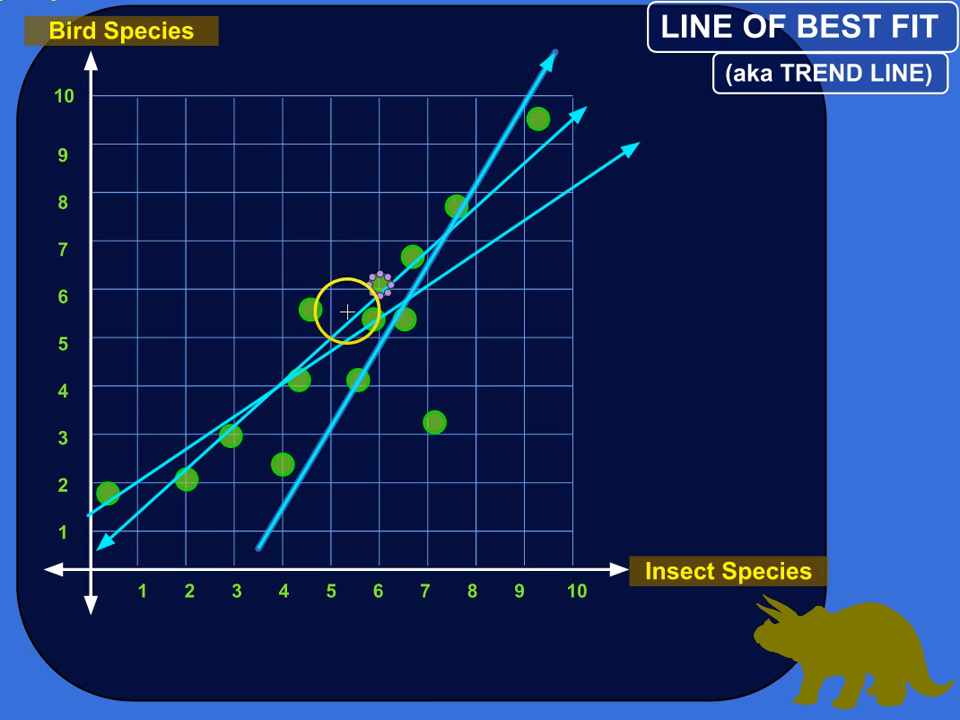 Bird Species
LINE OF BEST FIT
(aka TREND LINE)
10
9
8
7
6
5
4
3
2
1
Insect Species
1 2 3 4 5 6 7 8 9 10